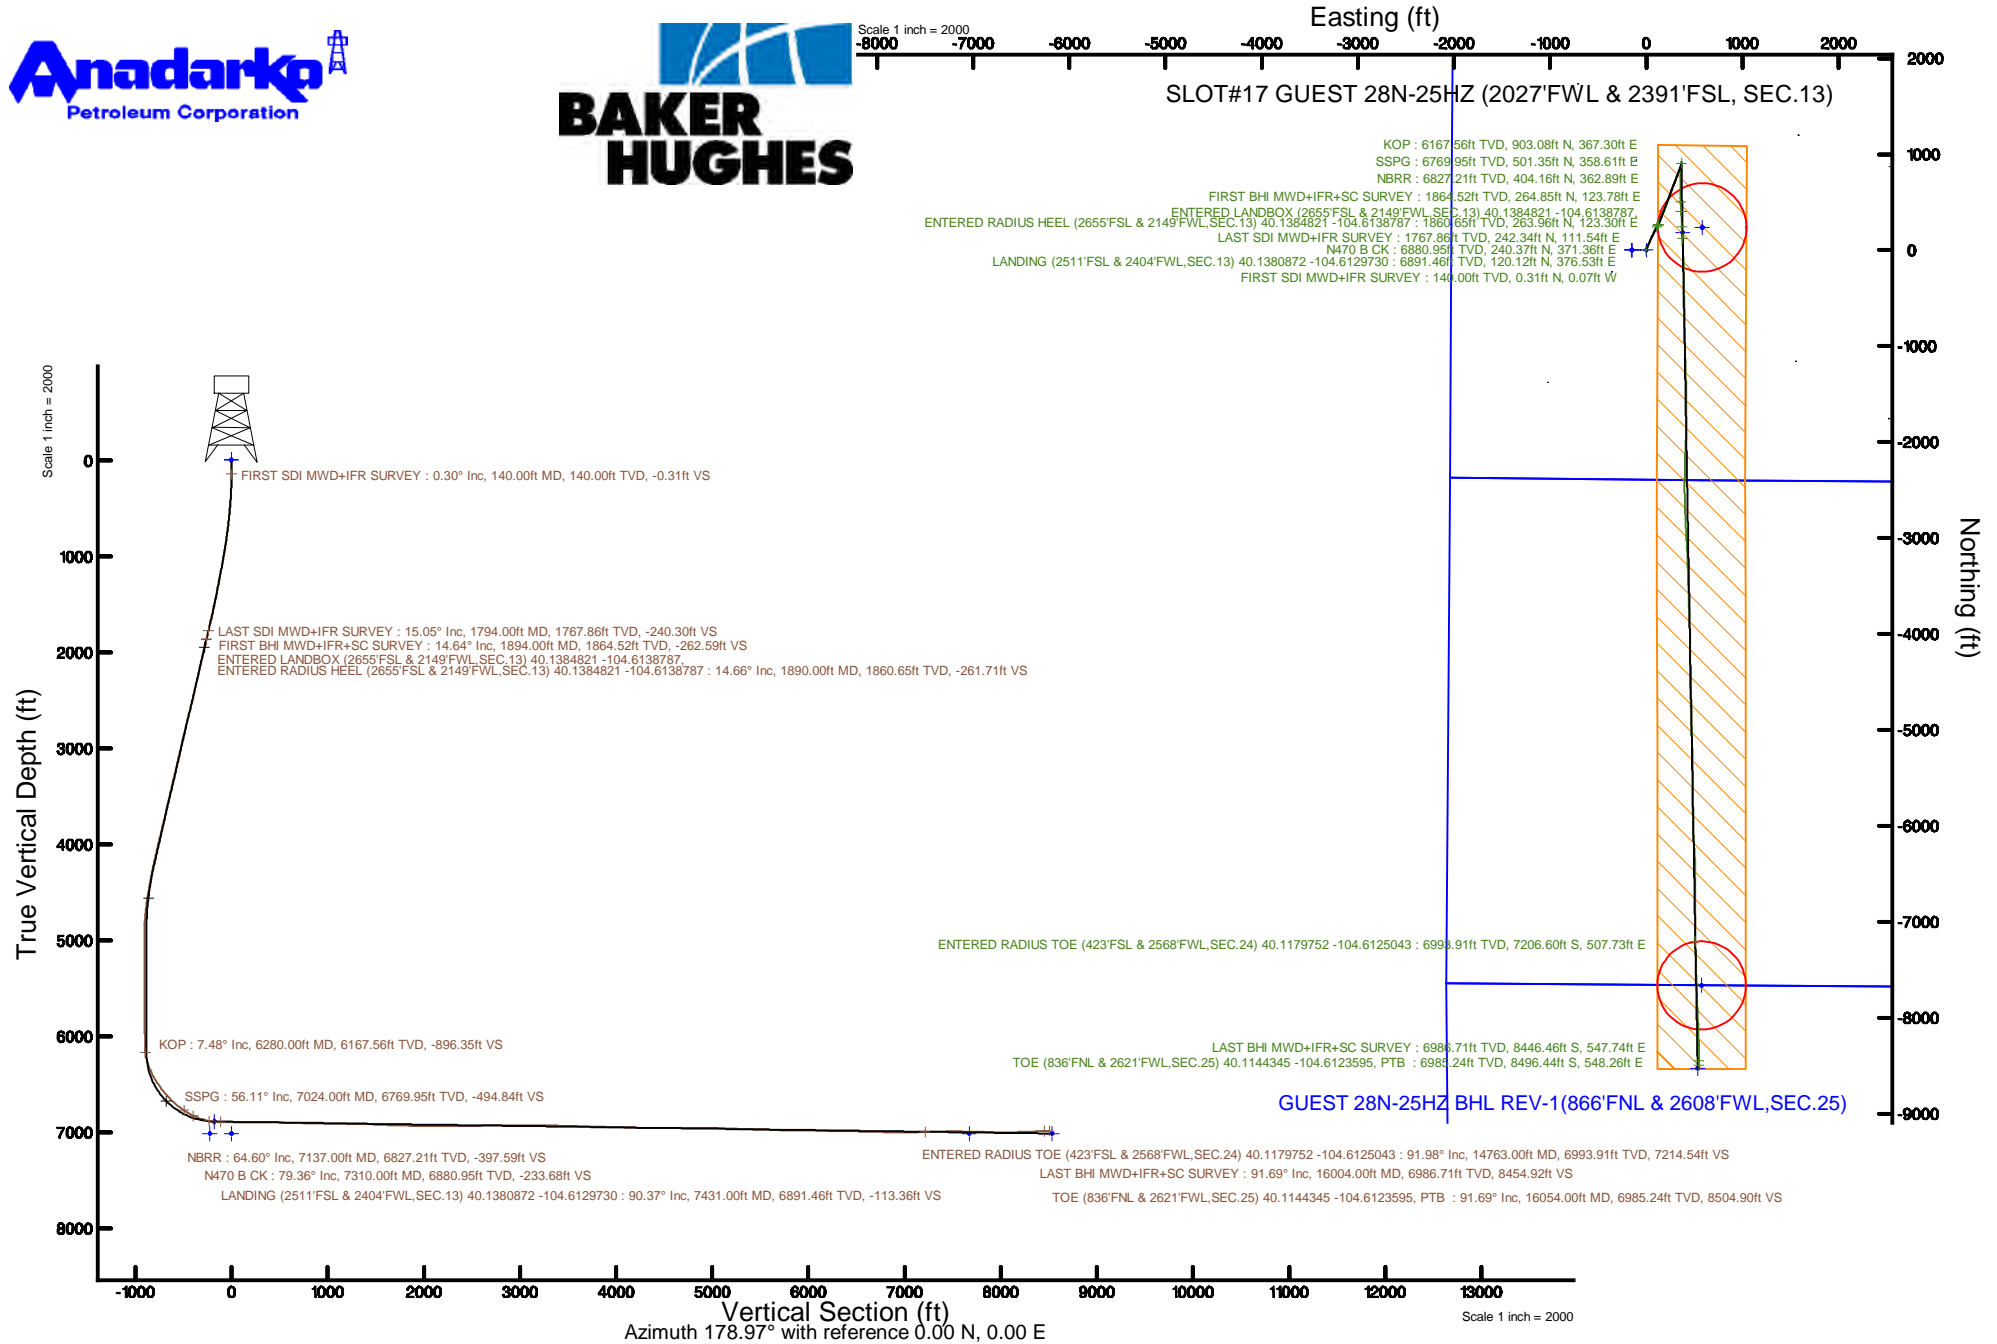 Anadarko
Petroleum Corporation
BAKER
HUGHES
Scale 1 inch = 2000
Easting (ft)
-8000 -7000 -6000 -5000 -4000 -3000 -2000 -1000 0 1000 2000
SLOT#17 GUEST 28N-25HZ (2027'FWL & 2391'FSL, SEC.13)
KOP : 6167.56ft TVD, 903.08ft N, 367.30ft E
SSPG : 6769.95ft TVD, 501.35ft N, 358.61ft E
NBRR : 6827.21ft TVD, 404.16ft N, 362.89ft E
FIRST BHI MWD+IFR+SC SURVEY : 1864.52ft TVD, 264.85ft N, 123.78ft E
ENTERED LANDBOX (2655'FSL & 2149'FWL,SEC.13) 40.1384821 -104.6138787,
ENTERED RADIUS HEEL (2655'FSL & 2149'FWL,SEC.13) 40.1384821 -104.6138787 : 1860.65ft TVD, 263.96ft N, 123.30ft E
LAST SDI MWD+IFR SURVEY : 1767.86ft TVD, 242.34ft N, 111.54ft E
N470 B CK : 6880.95ft TVD, 240.37ft N, 371.36ft E
LANDING (2511'FSL & 2404'FWL,SEC.13) 40.1380872 -104.6129730 : 6891.46ft TVD, 120.12ft N, 376.53ft E
FIRST SDI MWD+IFR SURVEY : 140.00ft TVD, 0.31ft N, 0.07ft W
2000
1000
0
-1000
-2000
-3000
-4000
-5000
-6000
-7000
-8000
-9000
Northing (ft)
ENTERED RADIUS TOE (423'FSL & 2568'FWL,SEC.24) 40.1179752 -104.6125043 : 6993.91ft TVD, 7206.60ft S, 507.73ft E
LAST BHI MWD+IFR+SC SURVEY : 6986.71ft TVD, 8446.46ft S, 547.74ft E
TOE (836'FNL & 2621'FWL,SEC.25) 40.1144345 -104.6123595, PTB : 6985.24ft TVD, 8496.44ft S, 548.26ft E
GUEST 28N-25HZ BHL REV-1(866'FNL & 2608'FWL,SEC.25)
Scale 1 inch = 2000
True Vertical Depth (ft)
0
1000
2000
3000
4000
5000
6000
7000
8000
FIRST SDI MWD+IFR SURVEY : 0.30° Inc, 140.00ft MD, 140.00ft TVD, -0.31ft VS
LAST SDI MWD+IFR SURVEY : 15.05° Inc, 1794.00ft MD, 1767.86ft TVD, -240.30ft VS
FIRST BHI MWD+IFR+SC SURVEY : 14.64° Inc, 1894.00ft MD, 1864.52ft TVD, -262.59ft VS
ENTERED LANDBOX (2655'FSL & 2149'FWL,SEC.13) 40.1384821 -104.6138787,
ENTERED RADIUS HEEL (2655'FSL & 2149'FWL,SEC.13) 40.1384821 -104.6138787 : 14.66° Inc, 1890.00ft MD, 1860.65ft TVD, -261.71ft VS
KOP : 7.48° Inc, 6280.00ft MD, 6167.56ft TVD, -896.35ft VS
SSPG : 56.11° Inc, 7024.00ft MD, 6769.95ft TVD, -494.84ft VS
NBRR : 64.60° Inc, 7137.00ft MD, 6827.21ft TVD, -397.59ft VS
N470 B CK : 79.36° Inc, 7310.00ft MD, 6880.95ft TVD, -233.68ft VS
LANDING (2511'FSL & 2404'FWL,SEC.13) 40.1380872 -104.6129730 : 90.37° Inc, 7431.00ft MD, 6891.46ft TVD, -113.36ft VS
ENTERED RADIUS TOE (423'FSL & 2568'FWL,SEC.24) 40.1179752 -104.6125043 : 91.98° Inc, 14763.00ft MD, 6993.91ft TVD, 7214.54ft VS
LAST BHI MWD+IFR+SC SURVEY : 91.69° Inc, 16004.00ft MD, 6986.71ft TVD, 8454.92ft VS
TOE (836'FNL & 2621'FWL,SEC.25) 40.1144345 -104.6123595, PTB : 91.69° Inc, 16054.00ft MD, 6985.24ft TVD, 8504.90ft VS
-1000 0 1000 2000 3000 4000 5000 6000 7000 8000 9000 10000 11000 12000 13000
Vertical Section (ft)
Scale 1 inch = 2000
Azimuth 178.97° with reference 0.00 N, 0.00 E